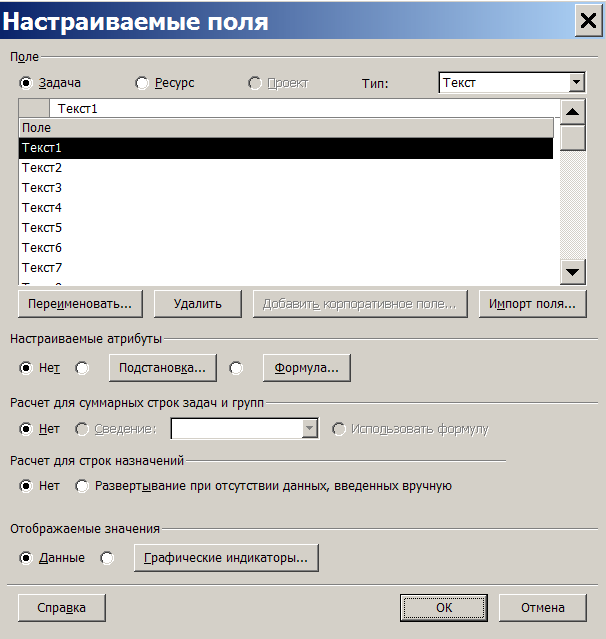 Настраиваемые поля
Поле
Задача Ресурс Проект Тип: Текст
Текст1
Поле
Текст1
Текст2
Текст3
Текст4
Текст5
Текст6
Текст7
Переименовать... Удалить Добавить корпоративное поле... Импорт поля...
Настраиваемые атрибуты
Нет Подстановка... Формула...
Расчет для суммарных строк задач и групп
Нет Сведение: Использовать формулу
Расчет для строк назначений
Нет Развертывание при отсутствии данных, введенных вручную
Отображаемые значения
Данные Графические индикаторы...
Справка ОК Отмена